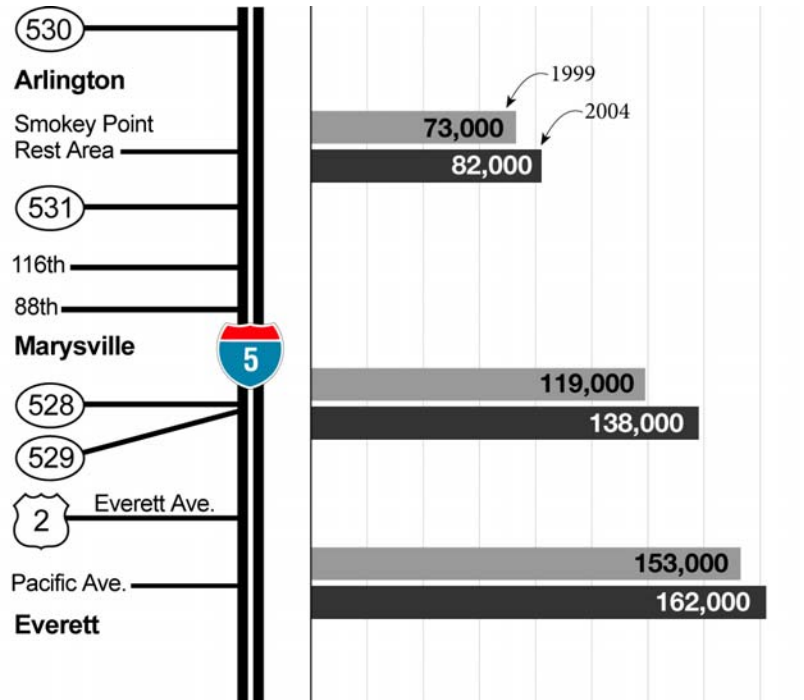 530
Arlington
1999
2004
Smokey Point
Rest Area
73,000
82,000
531
116th
88th
Marysville
5
119,000
528
138,000
529
Everett Ave.
2
153,000
Pacific Ave.
162,000
Everett